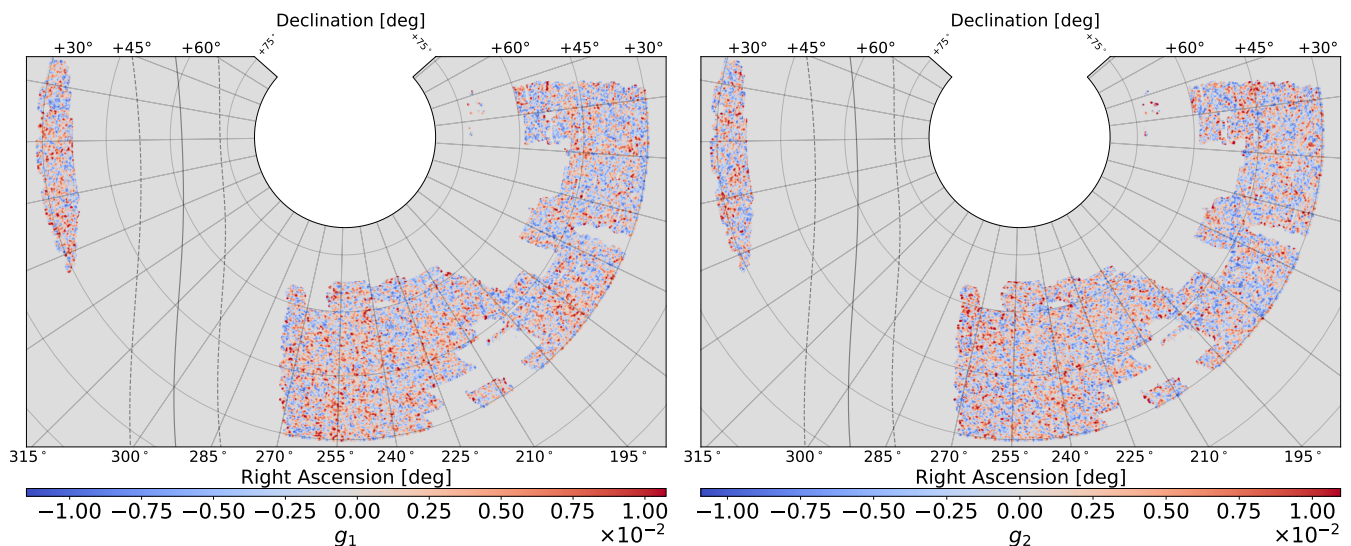 Declination [deg]
+30° +45° +60° +75° +75° +60° +45° +30°
315° 300° 285° 270° 255° 240° 225° 210° 195°
Right Ascension [deg]
−1.00 −0.75 −0.50 −0.25 0.00 0.25 0.50 0.75 1.00
×10⁻²
g₁
Declination [deg]
+30° +45° +60° +75° +75° +60° +45° +30°
315° 300° 285° 270° 255° 240° 225° 210° 195°
Right Ascension [deg]
−1.00 −0.75 −0.50 −0.25 0.00 0.25 0.50 0.75 1.00
×10⁻²
g₂